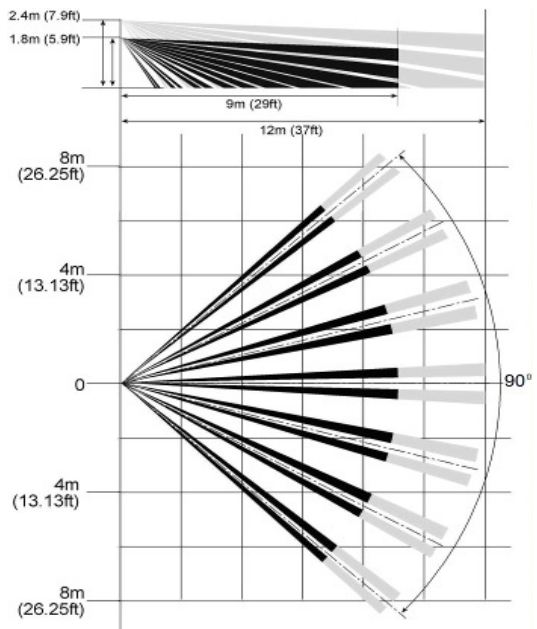 2.4m (7.9ft)
1.8m (5.9ft)
9m (29ft)
12m (37ft)
8m
(26.25ft)
4m
(13.13ft)
0
90°
4m
(13.13ft)
8m
(26.25ft)